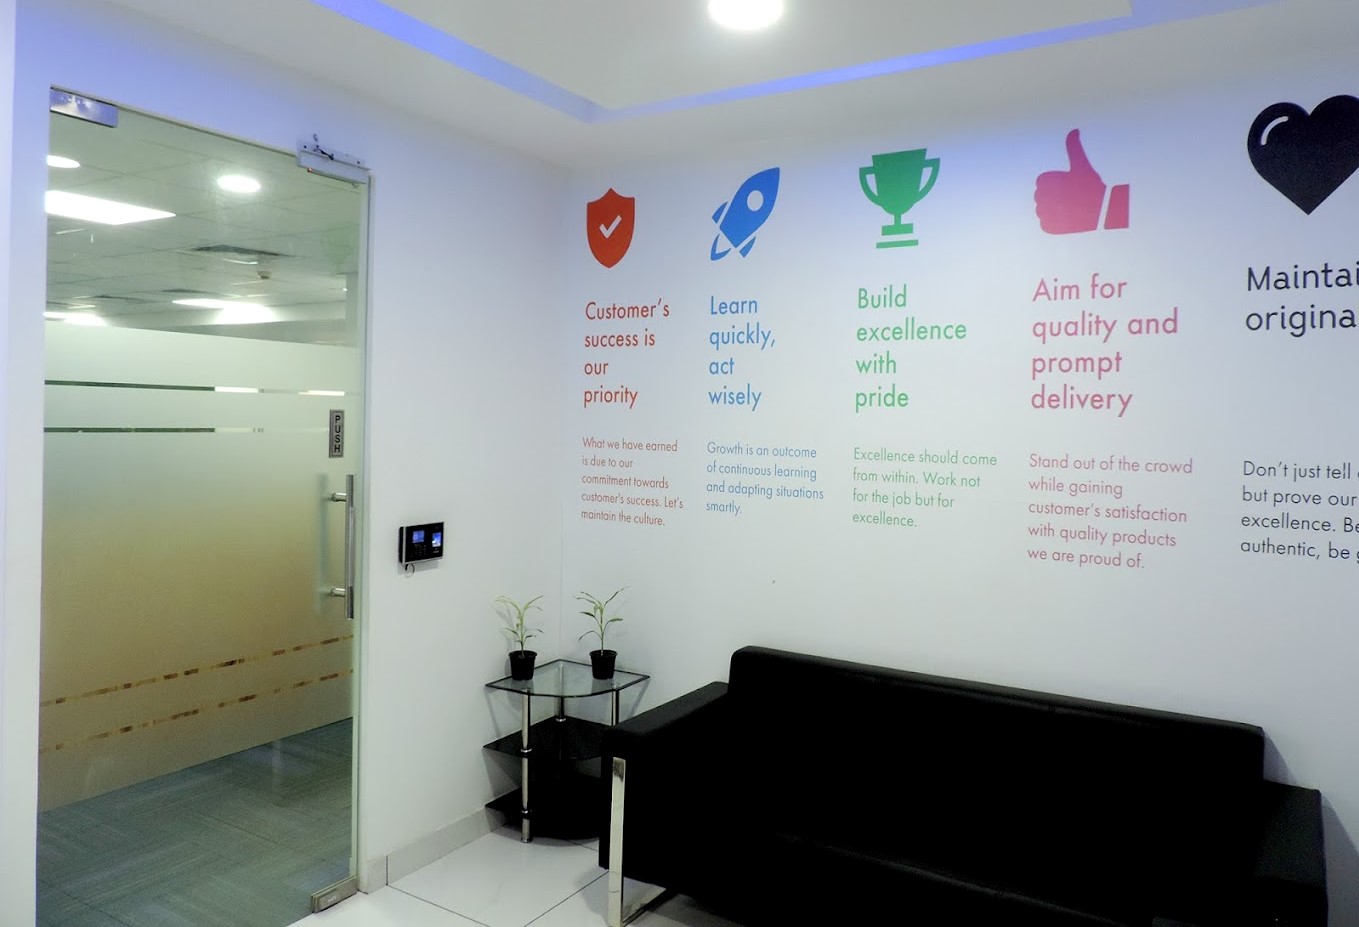 PUSH
Customer's
success is
our
priority
What we have earned
is due to our
commitment towards
customer's success. Let's
maintain the culture.
Learn
quickly,
act
wisely
Growth is an outcome
of continuous learning
and adapting situations
smartly.
Build
excellence
with
pride
Excellence should come
from within. Work not
for the job but for
excellence.
Aim for
quality and
prompt
delivery
Stand out of the crowd
while gaining
customer's satisfaction
with quality products
we are proud of.
Maintai
origina
Don't just tell
but prove our
excellence. Be
authentic, be